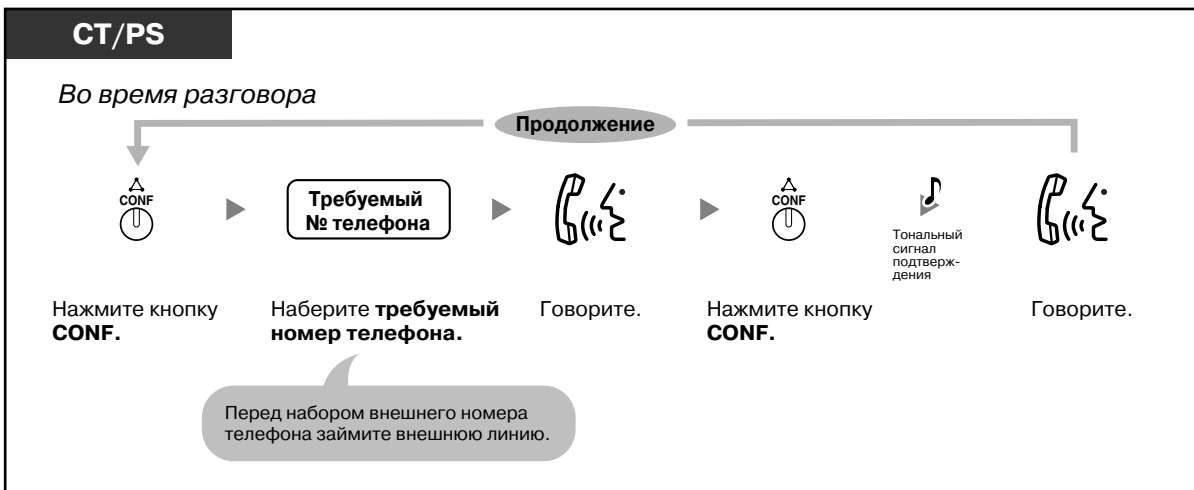 CT/PS
Во время разговора
Продолжение
CONF
Требуемый
№ телефона
CONF
Тональный
сигнал
подтверж-
дения
Нажмите кнопку
CONF.
Наберите требуемый
номер телефона.
Говорите.
Нажмите кнопку
CONF.
Говорите.
Перед набором внешнего номера
телефона займите внешнюю линию.